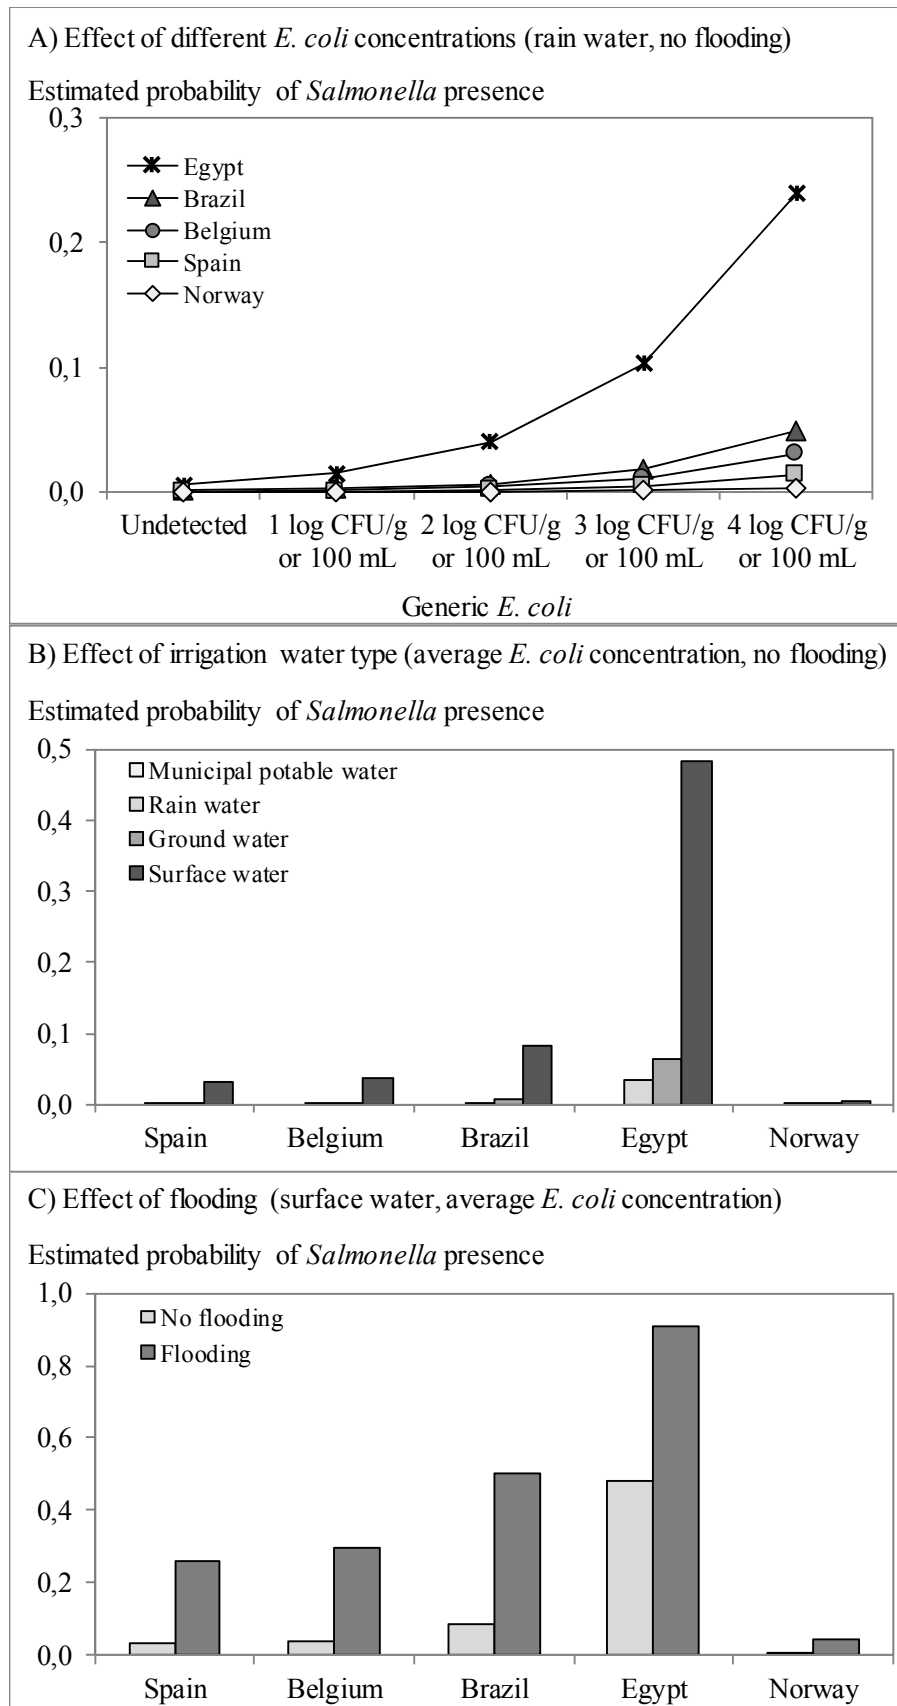 A) Effect of different E. coli concentrations (rain water, no flooding)
Estimated probability of Salmonella presence
0,3
0,2
0,1
0,0
Egypt
Brazil
Belgium
Spain
Norway
Undetected
1 log CFU/g
or 100 mL
2 log CFU/g
or 100 mL
3 log CFU/g
or 100 mL
4 log CFU/g
or 100 mL
Generic E. coli
B) Effect of irrigation water type (average E. coli concentration, no flooding)
Estimated probability of Salmonella presence
0,5
0,4
0,3
0,2
0,1
0,0
Municipal potable water
Rain water
Ground water
Surface water
Spain
Belgium
Brazil
Egypt
Norway
C) Effect of flooding (surface water, average E. coli concentration)
Estimated probability of Salmonella presence
1,0
0,8
0,6
0,4
0,2
0,0
No flooding
Flooding
Spain
Belgium
Brazil
Egypt
Norway